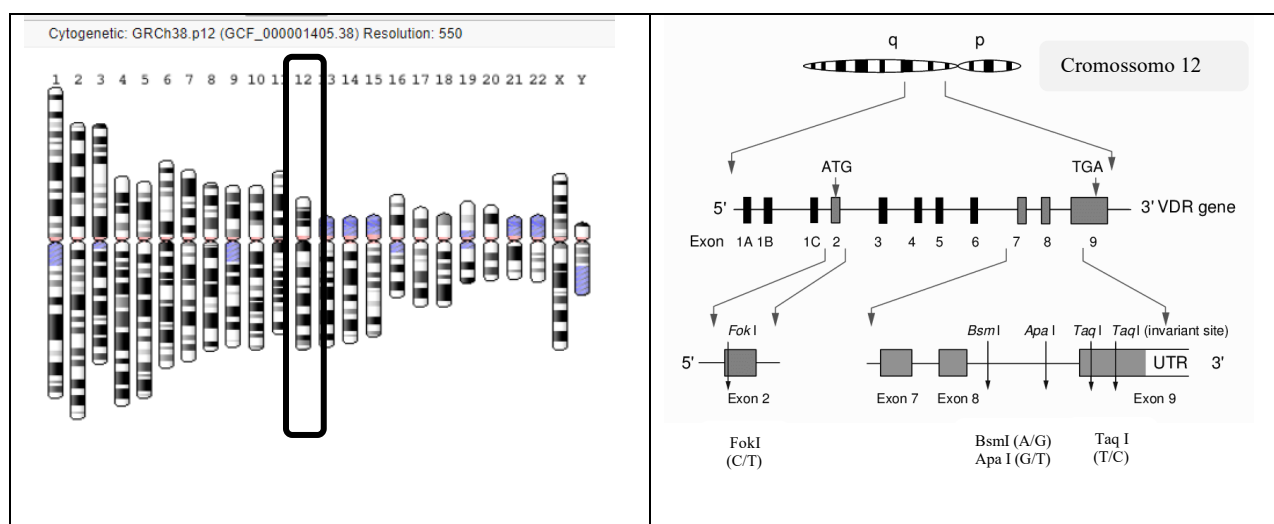 Cytogenetic: GRCh38.p12 (GCF_000001405.38) Resolution: 550
1 2 3 4 5 6 7 8 9 10 11 12 13 14 15 16 17 18 19 20 21 22 X Y
q p
Cromossomo 12
ATG TGA
5' 3' VDR gene
Exon 1A 1B 1C 2 3 4 5 6 7 8 9
FokI BsmI ApaI TaqI TaqI (invariant site)
5' UTR 3'
Exon 2 Exon 7 Exon 8 Exon 9
FokI
(C/T)
BsmI (A/G)
Apa I (G/T)
Taq I
(T/C)